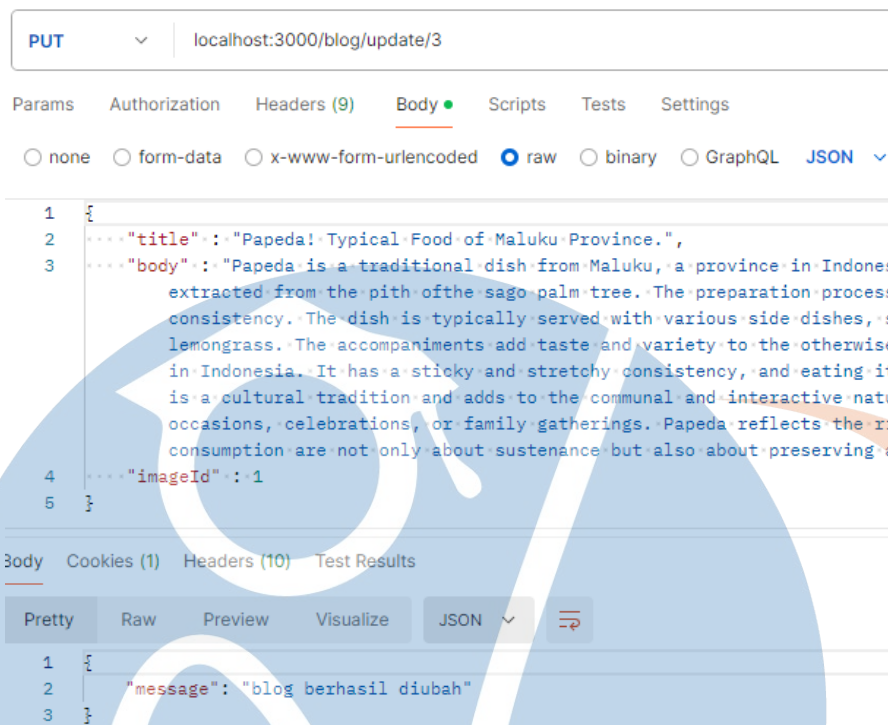 PUT localhost:3000/blog/update/3
Params Authorization Headers (9) Body Scripts Tests Settings
none form-data x-www-form-urlencoded raw binary GraphQL JSON
1 {
2 "title" : "Papeda! Typical Food of Maluku Province.",
3 "body" : "Papeda is a traditional dish from Maluku, a province in Indones
extracted from the pith ofthe sago palm tree. The preparation process
consistency. The dish is typically served with various side dishes, s
lemongrass. The accompaniments add taste and variety to the otherwise
in Indonesia. It has a sticky and stretchy consistency, and eating it
is a cultural tradition and adds to the communal and interactive natu
occasions, celebrations, or family gatherings. Papeda reflects the ri
consumption are not only about sustenance but also about preserving a
4 "imageId" : 1
5 }
Body Cookies (1) Headers (10) Test Results
Pretty Raw Preview Visualize JSON
1 {
2 "message": "blog berhasil diubah"
3 }